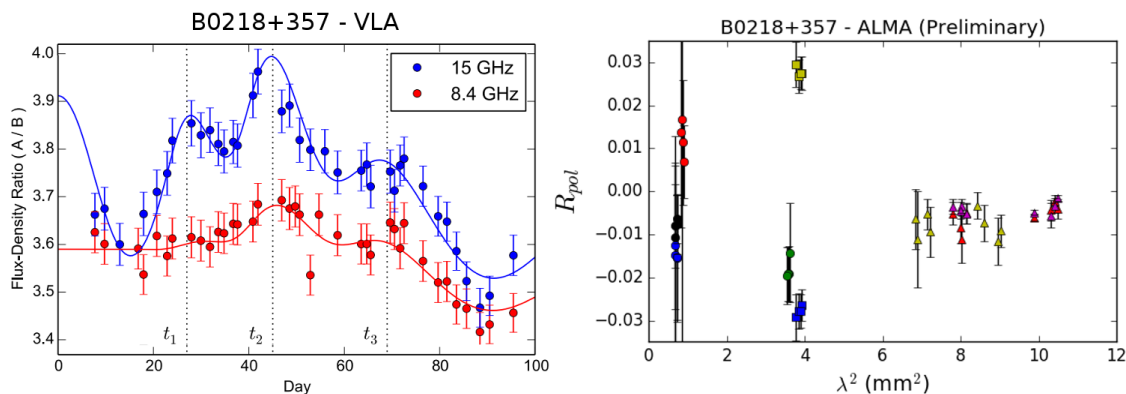 B0218+357 - VLA
Flux-Density Ratio ( A / B )
4.0
3.9
3.8
3.7
3.6
3.5
3.4
15 GHz
8.4 GHz
t₁
t₂
t₃
0 20 40 60 80 100
Day
B0218+357 - ALMA (Preliminary)
R_pol
0.03
0.02
0.01
0.00
−0.01
−0.02
−0.03
0 2 4 6 8 10 12
λ² (mm²)